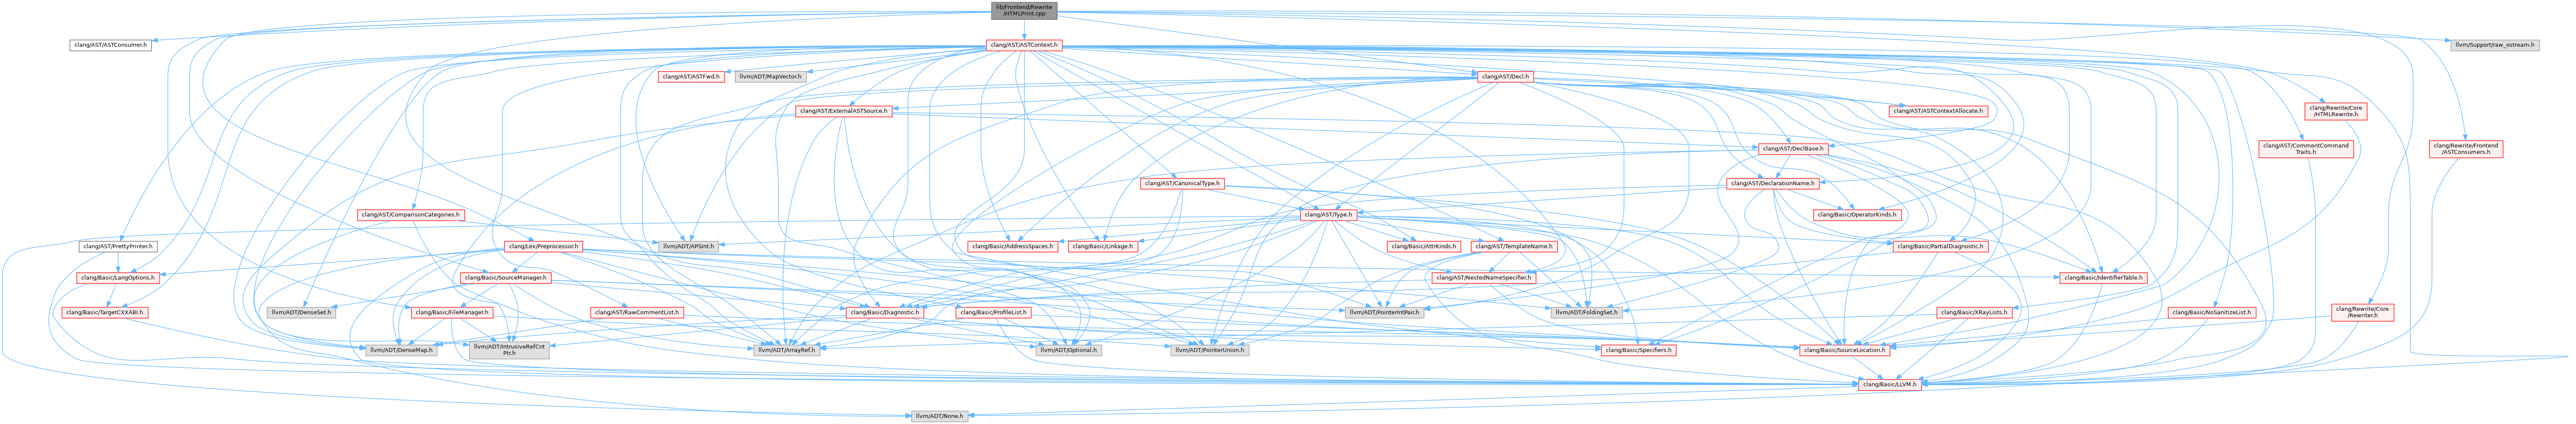 lib/Frontend/Rewrite
/HTMLPrint.cpp
clang/AST/ASTConsumer.h
clang/AST/ASTContext.h
llvm/Support/raw_ostream.h
clang/AST/ASTFwd.h
llvm/ADT/MapVector.h
clang/AST/Decl.h
clang/AST/ExternalASTSource.h
clang/AST/ASTContextAllocate.h
clang/Rewrite/Core
/HTMLRewrite.h
clang/AST/DeclBase.h
clang/AST/CommentCommand
Traits.h
clang/Rewrite/Frontend
/ASTConsumers.h
clang/AST/CanonicalType.h
clang/AST/DeclarationName.h
clang/AST/ComparisonCategories.h
clang/AST/Type.h
clang/Basic/OperatorKinds.h
clang/AST/PrettyPrinter.h
clang/Lex/Preprocessor.h
llvm/ADT/APSInt.h
clang/Basic/AddressSpaces.h
clang/Basic/Linkage.h
clang/Basic/AttrKinds.h
clang/AST/TemplateName.h
clang/Basic/PartialDiagnostic.h
clang/Basic/LangOptions.h
clang/Basic/SourceManager.h
clang/AST/NestedNameSpecifier.h
clang/Basic/IdentifierTable.h
clang/Basic/TargetCXXABI.h
llvm/ADT/DenseSet.h
clang/Basic/FileManager.h
clang/AST/RawCommentList.h
clang/Basic/Diagnostic.h
clang/Basic/ProfileList.h
llvm/ADT/PointerIntPair.h
llvm/ADT/FoldingSet.h
clang/Basic/XRayLists.h
clang/Basic/NoSanitizeList.h
clang/Rewrite/Core
/Rewriter.h
llvm/ADT/DenseMap.h
llvm/ADT/IntrusiveRefCnt
Ptr.h
llvm/ADT/ArrayRef.h
llvm/ADT/Optional.h
llvm/ADT/PointerUnion.h
clang/Basic/Specifiers.h
clang/Basic/SourceLocation.h
clang/Basic/LLVM.h
llvm/ADT/None.h